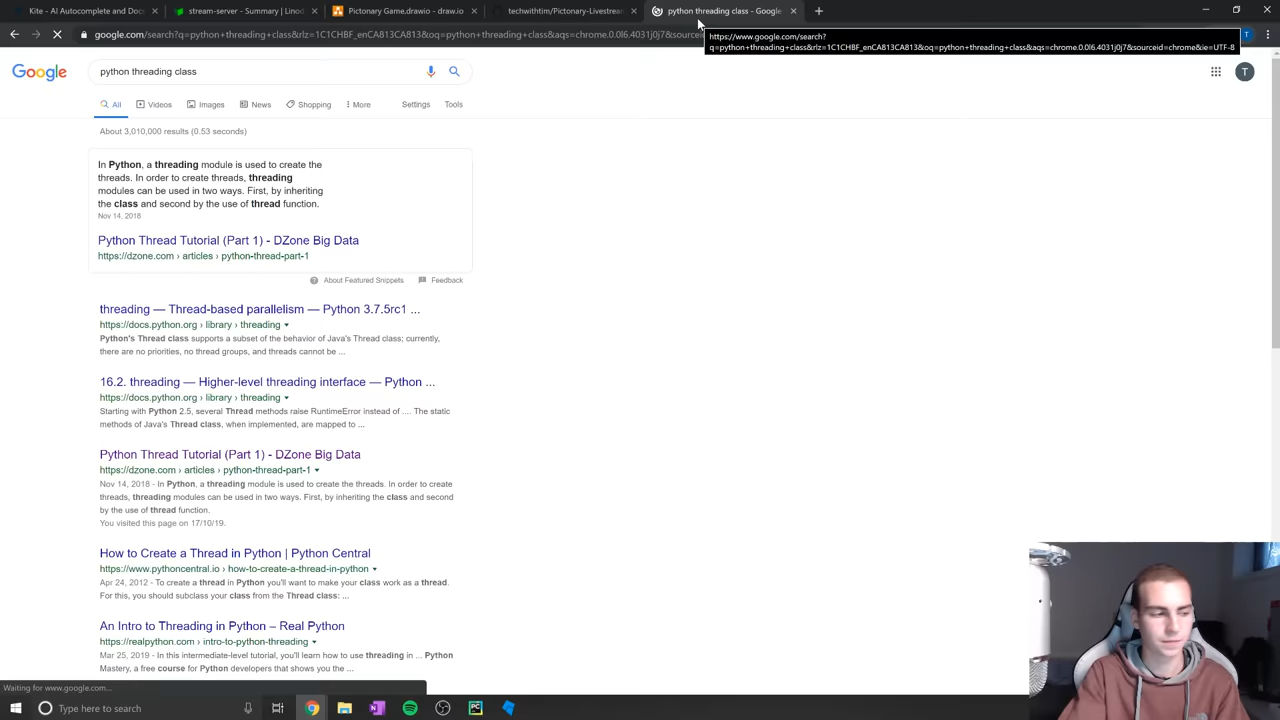 Kite - AI Autocomplete and Docs
stream-server - Summary | Linod
Pictonary Game.drawio - draw.io
techwithtim/Pictonary-Livestream
python threading class - Google
google.com/search?q=python+threading+class&rlz=1C1CHBF_enCA813CA813&oq=python+threading+class&aqs=chrome.0.0l6.4031j0j7&sourcei
https://www.google.com/search?
q=python+threading+class&rlz=1C1CHBF_enCA813CA813&oq=python+threading+class&aqs=chrome.0.0l6.4031j0j7&sourceid=chrome&ie=UTF-8
T
Google
python threading class
T
All
Videos
Images
News
Shopping
More
Settings
Tools
About 3,010,000 results (0.53 seconds)
In Python, a threading module is used to create the
threads. In order to create threads, threading
modules can be used in two ways. First, by inheriting
the class and second by the use of thread function.
Nov 14, 2018
Python Thread Tutorial (Part 1) - DZone Big Data
https://dzone.com › articles › python-thread-part-1
About Featured Snippets
Feedback
threading — Thread-based parallelism — Python 3.7.5rc1 ...
https://docs.python.org › library › threading
Python's Thread class supports a subset of the behavior of Java's Thread class; currently,
there are no priorities, no thread groups, and threads cannot be ...
16.2. threading — Higher-level threading interface — Python ...
https://docs.python.org › library › threading
Starting with Python 2.5, several Thread methods raise RuntimeError instead of .... The static
methods of Java's Thread class, when implemented, are mapped to ...
Python Thread Tutorial (Part 1) - DZone Big Data
https://dzone.com › articles › python-thread-part-1
Nov 14, 2018 - In Python, a threading module is used to create the threads. In order to create
threads, threading modules can be used in two ways. First, by inheriting the class and second
by the use of thread function.
You visited this page on 17/10/19.
How to Create a Thread in Python | Python Central
https://www.pythoncentral.io › how-to-create-a-thread-in-python
Apr 24, 2012 - To create a thread in Python you'll want to make your class work as a thread.
For this, you should subclass your class from the Thread class: ...
An Intro to Threading in Python – Real Python
https://realpython.com › intro-to-python-threading
Mar 25, 2019 - In this intermediate-level tutorial, you'll learn how to use threading in ... Python
Mastery, a free course for Python developers that shows you the ...
Waiting for www.google.com...
Type here to search